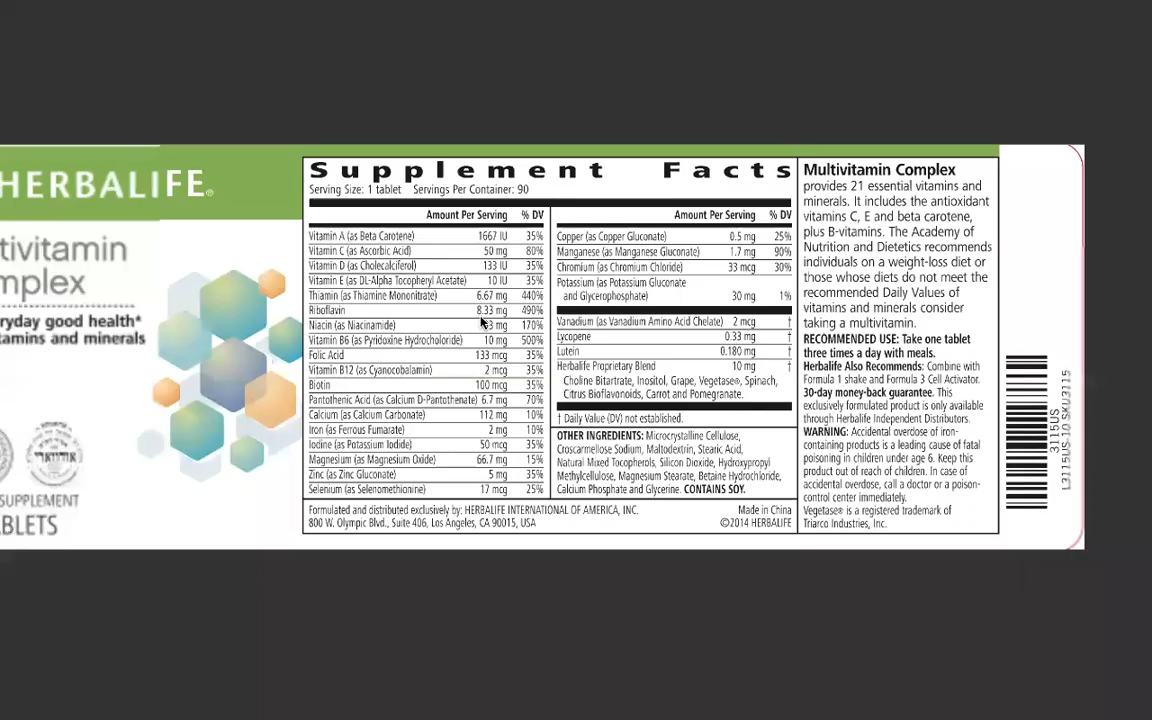 HERBALIFE®
tivitamin
mplex
ryday good health*
tamins and minerals
SUPPLEMENT
BLETS
Supplement Facts
Serving Size: 1 tablet Servings Per Container: 90
Amount Per Serving % DV
Vitamin A (as Beta Carotene) 1667 IU 35%
Vitamin C (as Ascorbic Acid) 50 mg 80%
Vitamin D (as Cholecalciferol) 133 IU 35%
Vitamin E (as DL-Alpha Tocopheryl Acetate) 10 IU 35%
Thiamin (as Thiamine Mononitrate) 6.67 mg 440%
Riboflavin 8.33 mg 490%
Niacin (as Niacinamide) 3 mg 170%
Vitamin B6 (as Pyridoxine Hydrocholoride) 10 mg 500%
Folic Acid 133 mcg 35%
Vitamin B12 (as Cyanocobalamin) 2 mcg 35%
Biotin 100 mcg 35%
Pantothenic Acid (as Calcium D-Pantothenate) 6.7 mg 70%
Calcium (as Calcium Carbonate) 112 mg 10%
Iron (as Ferrous Fumarate) 2 mg 10%
Iodine (as Potassium Iodide) 50 mcg 35%
Magnesium (as Magnesium Oxide) 66.7 mg 15%
Zinc (as Zinc Gluconate) 5 mg 35%
Selenium (as Selenomethionine) 17 mcg 25%
Amount Per Serving % DV
Copper (as Copper Gluconate) 0.5 mg 25%
Manganese (as Manganese Gluconate) 1.7 mg 90%
Chromium (as Chromium Chloride) 33 mcg 30%
Potassium (as Potassium Gluconate
and Glycerophosphate) 30 mg 1%
Vanadium (as Vanadium Amino Acid Chelate) 2 mcg †
Lycopene 0.33 mg †
Lutein 0.180 mg †
Herbalife Proprietary Blend 10 mg †
Choline Bitartrate, Inositol, Grape, Vegetase®, Spinach,
Citrus Bioflavonoids, Carrot and Pomegranate.
† Daily Value (DV) not established.
OTHER INGREDIENTS: Microcrystalline Cellulose,
Croscarmellose Sodium, Maltodextrin, Stearic Acid,
Natural Mixed Tocopherols, Silicon Dioxide, Hydroxypropyl
Methylcellulose, Magnesium Stearate, Betaine Hydrochloride,
Calcium Phosphate and Glycerine. CONTAINS SOY.
Formulated and distributed exclusively by: HERBALIFE INTERNATIONAL OF AMERICA, INC.
800 W. Olympic Blvd., Suite 406, Los Angeles, CA 90015, USA
Made in China
©2014 HERBALIFE
Multivitamin Complex
provides 21 essential vitamins and
minerals. It includes the antioxidant
vitamins C, E and beta carotene,
plus B-vitamins. The Academy of
Nutrition and Dietetics recommends
individuals on a weight-loss diet or
those whose diets do not meet the
recommended Daily Values of
vitamins and minerals consider
taking a multivitamin.
RECOMMENDED USE: Take one tablet
three times a day with meals.
Herbalife Also Recommends: Combine with
Formula 1 shake and Formula 3 Cell Activator.
30-day money-back guarantee. This
exclusively formulated product is only available
through Herbalife Independent Distributors.
WARNING: Accidental overdose of iron-
containing products is a leading cause of fatal
poisoning in children under age 6. Keep this
product out of reach of children. In case of
accidental overdose, call a doctor or a poison-
control center immediately.
Vegetase® is a registered trademark of
Triarco Industries, Inc.
3115US
L3115US-10 SKU3115